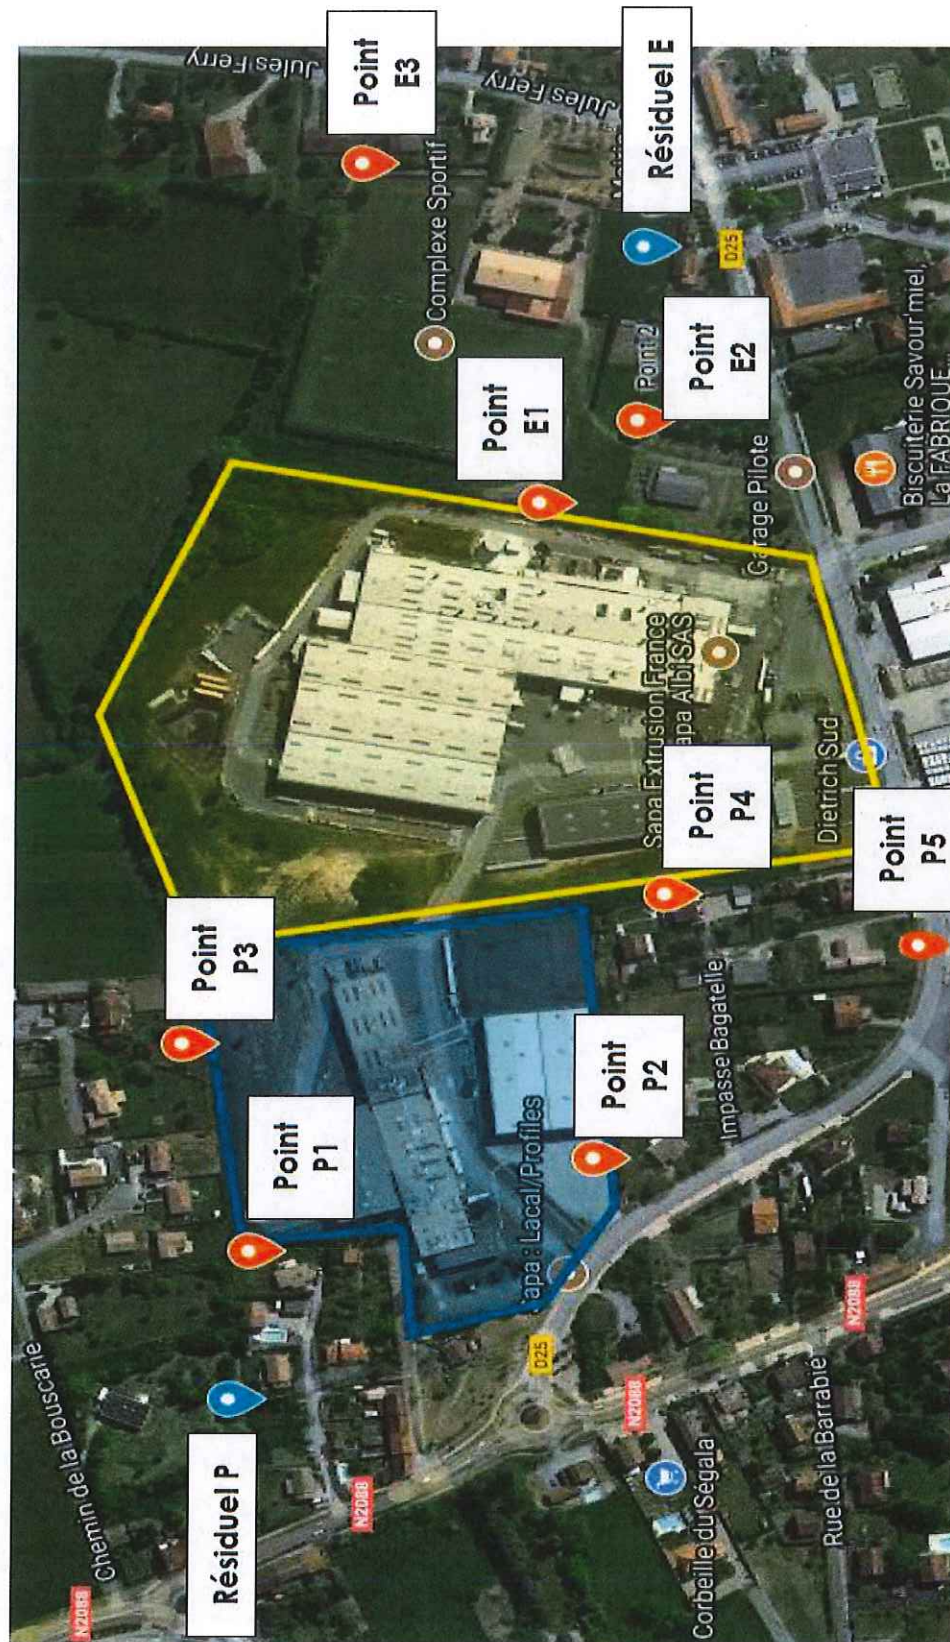 N2088
Chemin de la Bouscarie
Point
P3
Résiduel P
Point
P1
Jules Ferry
Point
E3
N2088
Complexe Sportif
Point
E1
Jules Ferry
apa : Lacal/Profiles
D25
Point
P2
N2088
Point 2
Résiduel E
Sapa Extrusion France
apa Albi SAS
Corbeille du Ségala
Point
P4
Point
E2
Impasse Bagatelle
D25
Garage Pilote
Rue de la Barrabié
Dietrich Sud
N2088
Point
P5
Biscuiterie Savour'miel,
La FABRIQUE